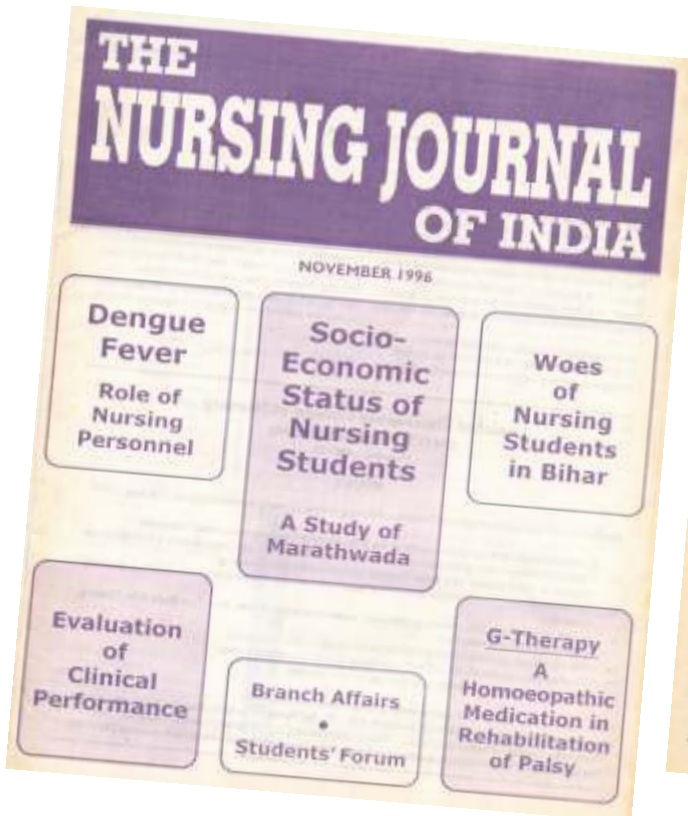 THE
NURSING JOURNAL
OF INDIA
NOVEMBER 1996
Dengue
Fever
Role of
Nursing
Personnel
Socio-
Economic
Status of
Nursing
Students
A Study of
Marathwada
Woes
of
Nursing
Students
in Bihar
Evaluation
of
Clinical
Performance
Branch Affairs
•
Students' Forum
G-Therapy
A
Homoeopathic
Medication in
Rehabilitation
of Palsy